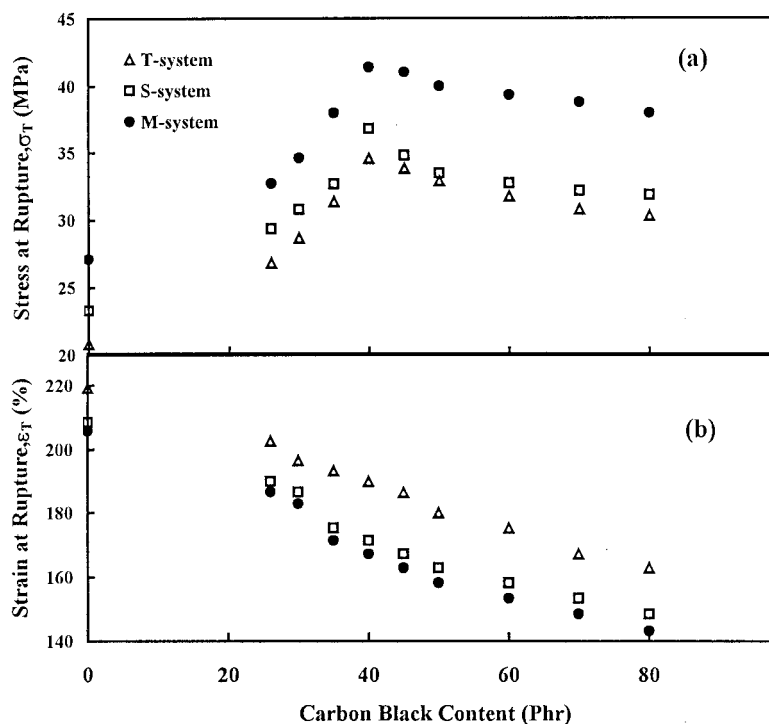 45
40
35
30
25
20
Stress at Rupture,σT (MPa)
T-system
S-system
M-system
(a)
220
200
180
160
140
Strain at Rupture,εT (%)
(b)
0
20
40
60
80
Carbon Black Content (Phr)